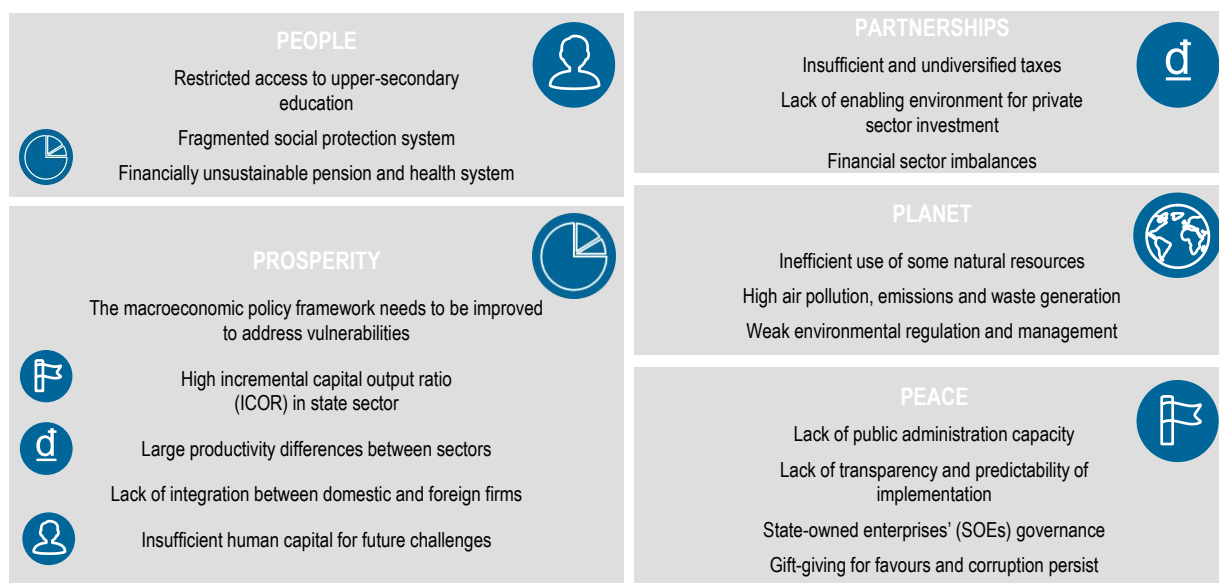 PEOPLE
Restricted access to upper-secondary
education
Fragmented social protection system
Financially unsustainable pension and health system
PROSPERITY
The macroeconomic policy framework needs to be improved
to address vulnerabilities
High incremental capital output ratio
(ICOR) in state sector
đ
Large productivity differences between sectors
Lack of integration between domestic and foreign firms
Insufficient human capital for future challenges
PARTNERSHIPS
đ
Insufficient and undiversified taxes
Lack of enabling environment for private
sector investment
Financial sector imbalances
PLANET
Inefficient use of some natural resources
High air pollution, emissions and waste generation
Weak environmental regulation and management
PEACE
Lack of public administration capacity
Lack of transparency and predictability of
implementation
State-owned enterprises’ (SOEs) governance
Gift-giving for favours and corruption persist